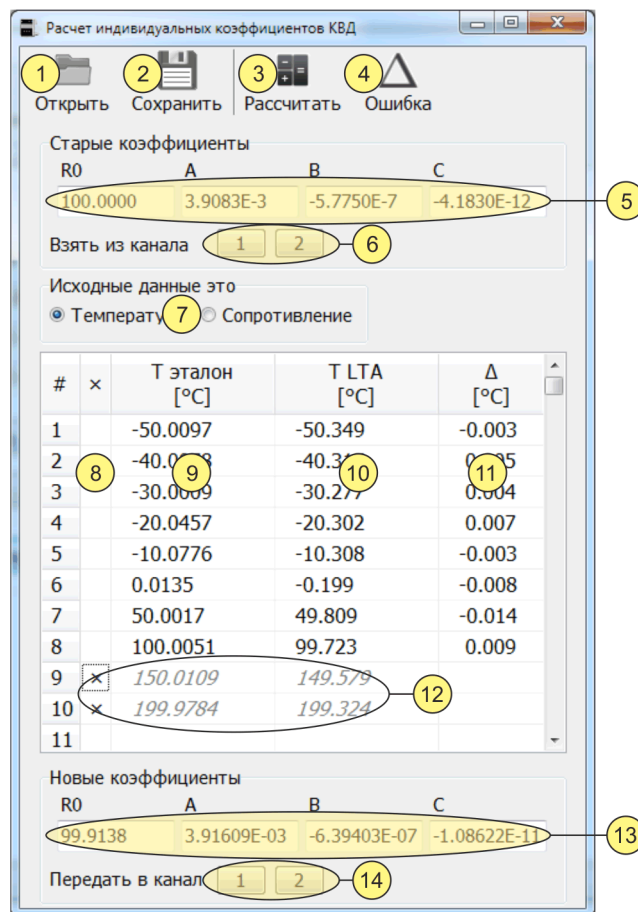 Расчет индивидуальных коэффициентов КВД
1 2 3 4
Открыть Сохранить Рассчитать Ошибка
Старые коэффициенты
R0 A B C
100.0000 3.9083E-3 -5.7750E-7 -4.1830E-12 5
Взять из канала 1 2 6
Исходные данные это
7 Сопротивление
# × T эталон T LTA Δ
[°C] [°C] [°C]
1 -50.0097 -50.349 -0.003
2
8 9 10 11
3 -30.0009 -30.277 0.004
4 -20.0457 -20.302 0.007
5 -10.0776 -10.308 -0.003
6 0.0135 -0.199 -0.008
7 50.0017 49.809 -0.014
8 100.0051 99.723 0.009
9 × 150.0109 149.579
12
10 × 199.9784 199.324
11
Новые коэффициенты
R0 A B C
99.9138 3.91609E-03 -6.39403E-07 -1.08622E-11 13
Передать в канал 1 2 14